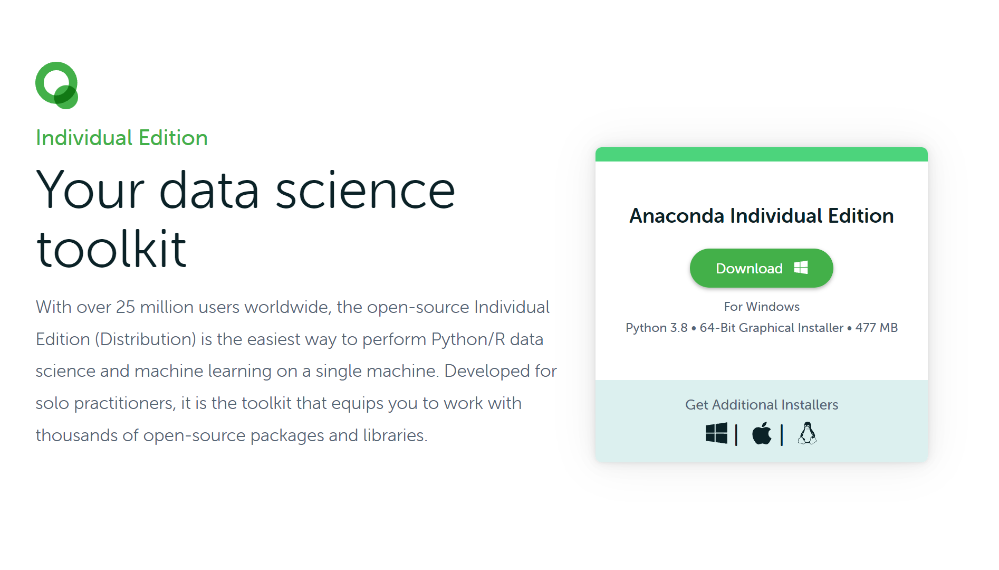 Individual Edition
Your data science
toolkit
With over 25 million users worldwide, the open-source Individual
Edition (Distribution) is the easiest way to perform Python/R data
science and machine learning on a single machine. Developed for
solo practitioners, it is the toolkit that equips you to work with
thousands of open-source packages and libraries.
Anaconda Individual Edition
Download
For Windows
Python 3.8 • 64-Bit Graphical Installer • 477 MB
Get Additional Installers